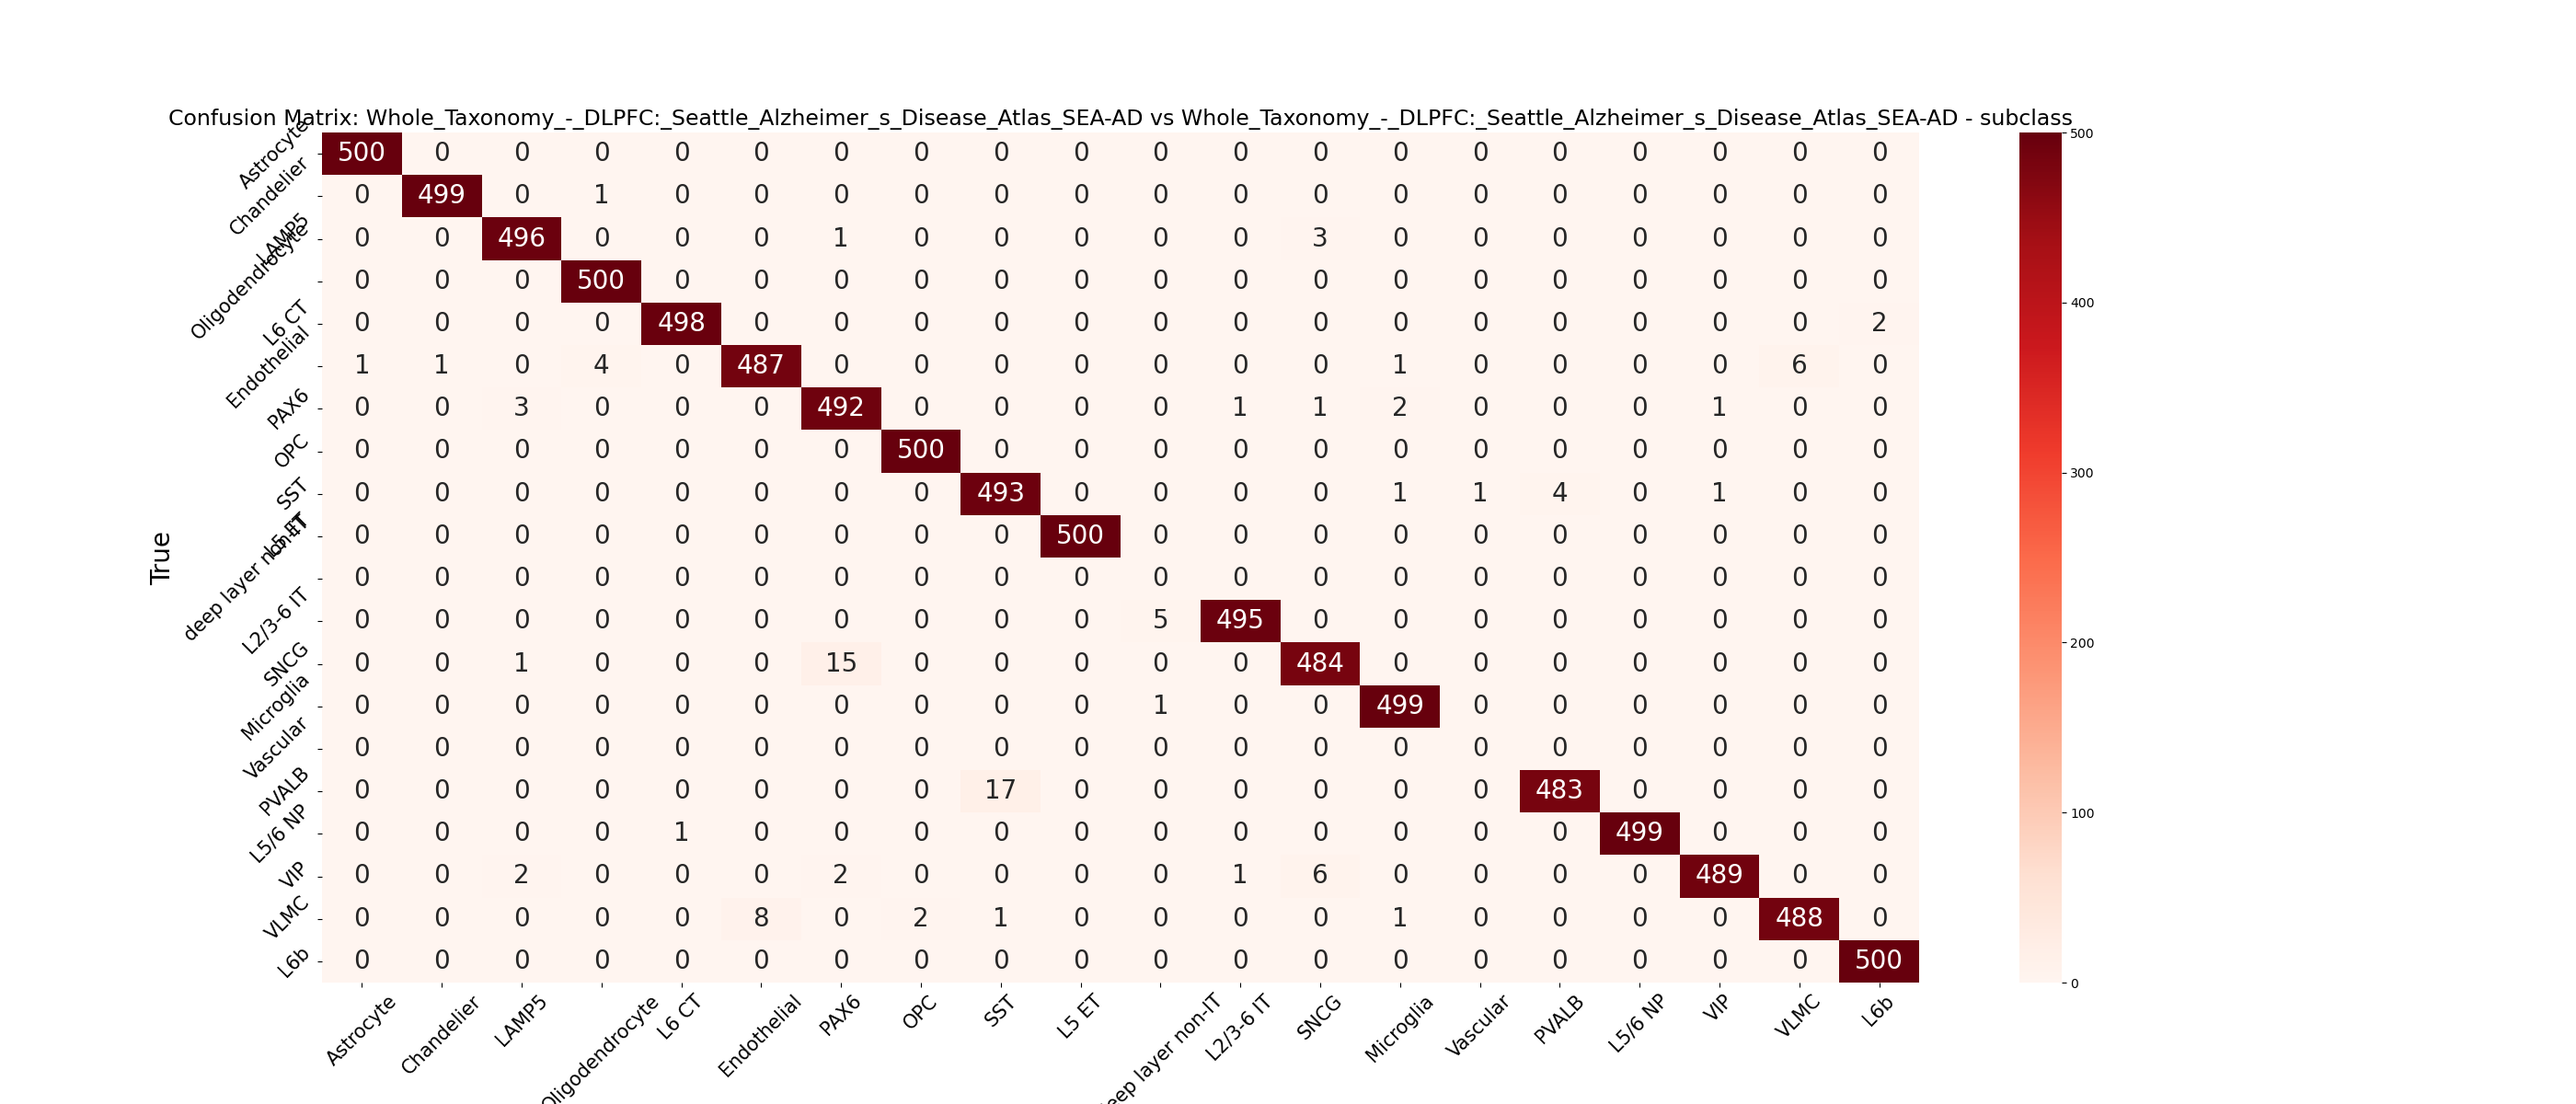 Confusion Matrix: Whole_Taxonomy_-_DLPFC:_Seattle_Alzheimer_s_Disease_Atlas_SEA-AD vs Whole_Taxonomy_-_DLPFC:_Seattle_Alzheimer_s_Disease_Atlas_SEA-AD - subclass
True
Astrocyte 500 0 0 0 0 0 0 0 0 0 0 0 0 0 0 0 0 0 0 0
Chandelier 0 499 0 1 0 0 0 0 0 0 0 0 0 0 0 0 0 0 0 0
LAMP5 0 0 496 0 0 0 1 0 0 0 0 0 3 0 0 0 0 0 0 0
Oligodendrocyte 0 0 0 500 0 0 0 0 0 0 0 0 0 0 0 0 0 0 0 0
L6 CT 0 0 0 0 498 0 0 0 0 0 0 0 0 0 0 0 0 0 0 2
Endothelial 1 1 0 4 0 487 0 0 0 0 0 0 0 1 0 0 0 0 6 0
PAX6 0 0 3 0 0 0 492 0 0 0 0 1 1 2 0 0 0 1 0 0
OPC 0 0 0 0 0 0 0 500 0 0 0 0 0 0 0 0 0 0 0 0
SST 0 0 0 0 0 0 0 0 493 0 0 0 0 1 1 4 0 1 0 0
L5 ET 0 0 0 0 0 0 0 0 0 500 0 0 0 0 0 0 0 0 0 0
deep layer non-IT 0 0 0 0 0 0 0 0 0 0 0 0 0 0 0 0 0 0 0 0
L2/3-6 IT 0 0 0 0 0 0 0 0 0 0 5 495 0 0 0 0 0 0 0 0
SNCG 0 0 1 0 0 0 15 0 0 0 0 0 484 0 0 0 0 0 0 0
Microglia 0 0 0 0 0 0 0 0 0 0 1 0 0 499 0 0 0 0 0 0
Vascular 0 0 0 0 0 0 0 0 0 0 0 0 0 0 0 0 0 0 0 0
PVALB 0 0 0 0 0 0 0 0 17 0 0 0 0 0 0 483 0 0 0 0
L5/6 NP 0 0 0 0 1 0 0 0 0 0 0 0 0 0 0 0 499 0 0 0
VIP 0 0 2 0 0 0 2 0 0 0 0 1 6 0 0 0 0 489 0 0
VLMC 0 0 0 0 0 8 0 2 1 0 0 0 0 1 0 0 0 0 488 0
L6b 0 0 0 0 0 0 0 0 0 0 0 0 0 0 0 0 0 0 0 500
Astrocyte Chandelier LAMP5 Oligodendrocyte L6 CT Endothelial PAX6 OPC SST L5 ET eep layer non-IT L2/3-6 IT SNCG Microglia Vascular PVALB L5/6 NP VIP VLMC L6b
500
400
300
200
100
0